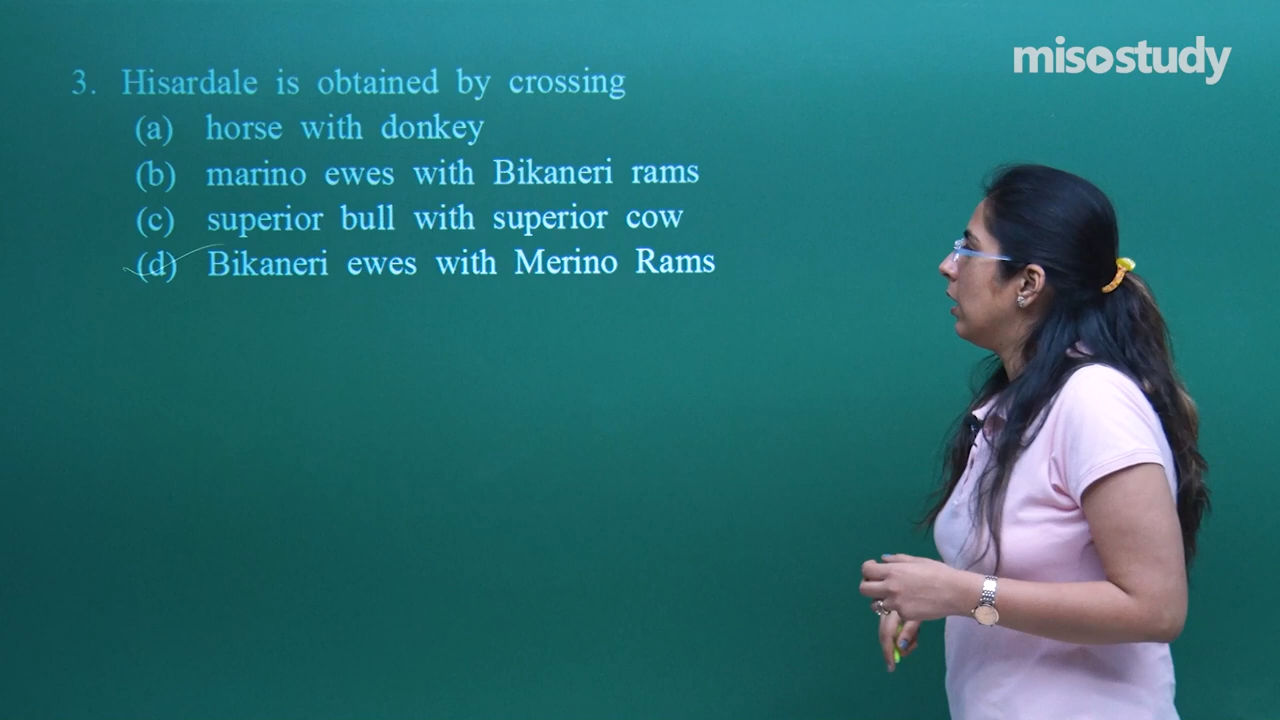 misostudy
3. Hisardale is obtained by crossing
(a) horse with donkey
(b) marino ewes with Bikaneri rams
(c) superior bull with superior cow
(d) Bikaneri ewes with Merino Rams